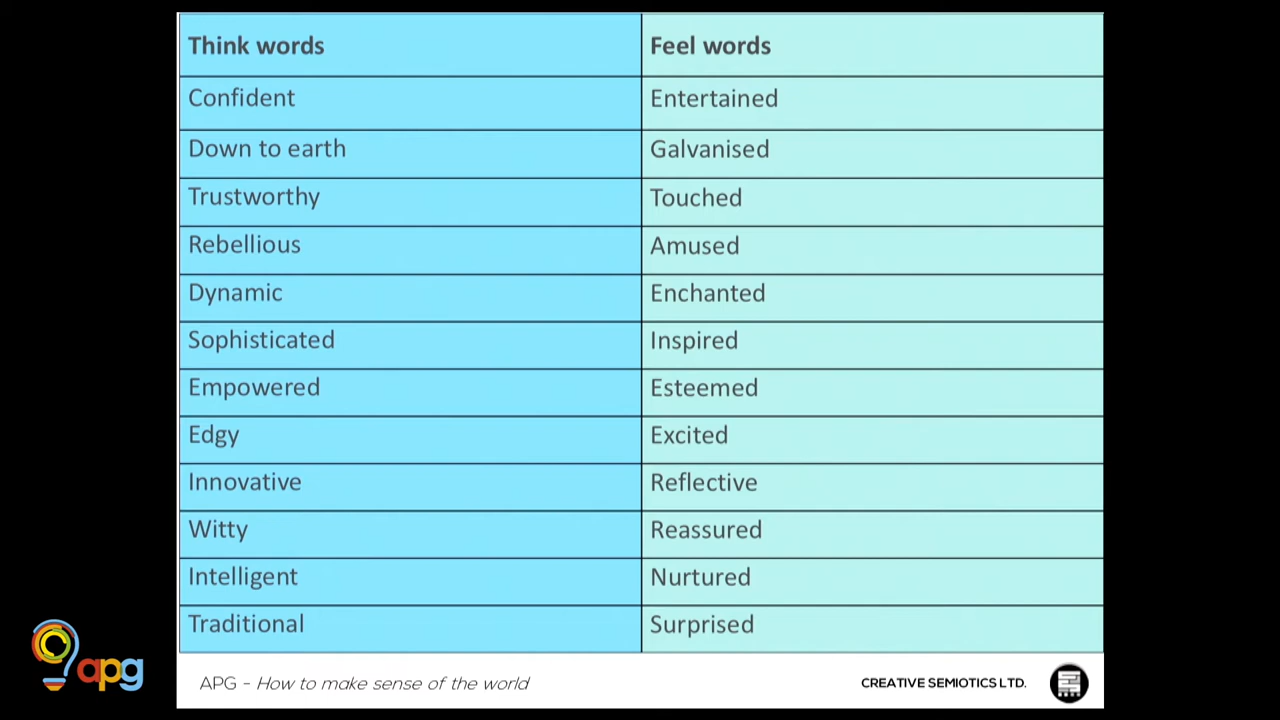 Think words Feel words
Confident Entertained
Down to earth Galvanised
Trustworthy Touched
Rebellious Amused
Dynamic Enchanted
Sophisticated Inspired
Empowered Esteemed
Edgy Excited
Innovative Reflective
Witty Reassured
Intelligent Nurtured
Traditional Surprised
apg
APG – How to make sense of the world
CREATIVE SEMIOTICS LTD.